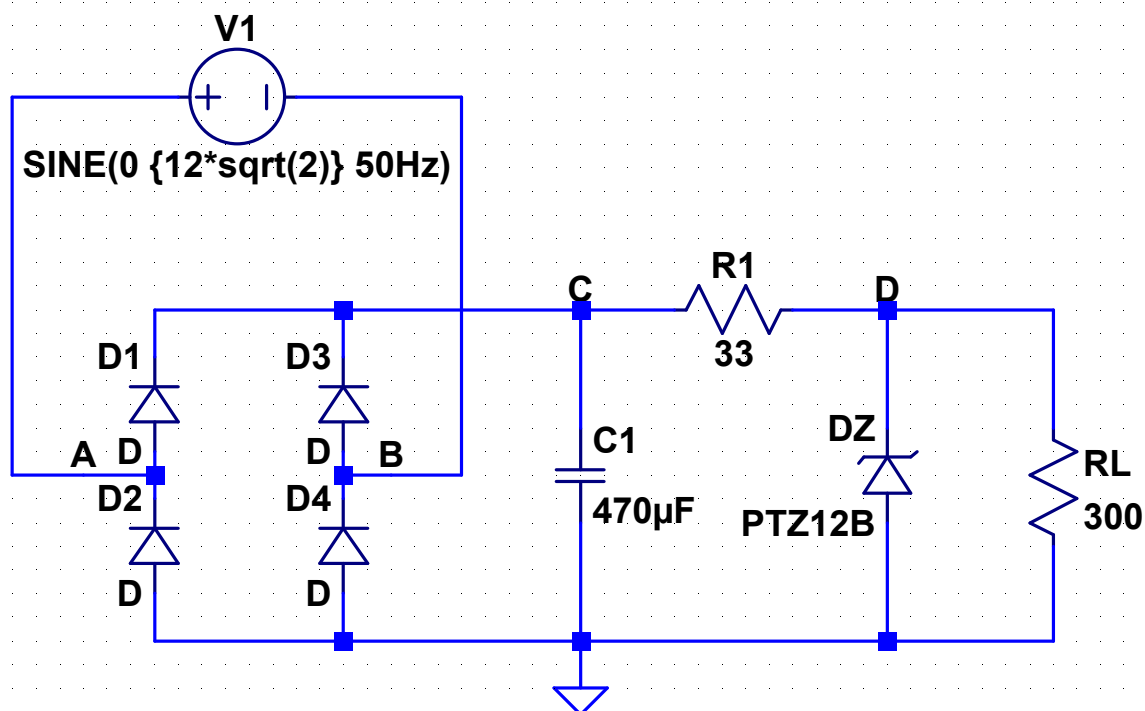 V1
SINE(0 {12*sqrt(2)} 50Hz)
C
R1
33
D
D1
D
D3
D
A
B
D2
D
D4
D
C1
470µF
DZ
PTZ12B
RL
300